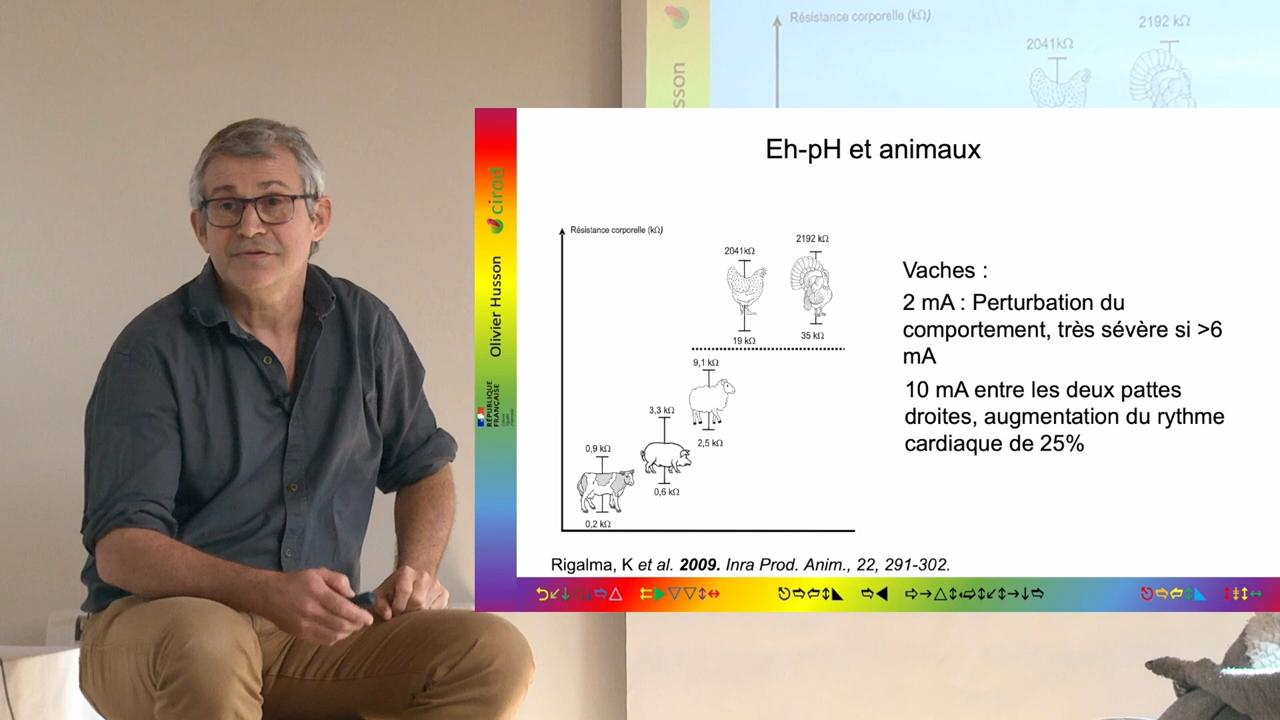 Résistance corporelle (kΩ)
2192 kΩ
2041kΩ
sson
Eh-pH et animaux
cirad
Olivier Husson
RÉPUBLIQUE
FRANÇAISE
Résistance corporelle (kΩ)
2041kΩ
2192 kΩ
19 kΩ
35 kΩ
9,1 kΩ
2,5 kΩ
3,3 kΩ
0,6 kΩ
0,9 kΩ
0,2 kΩ
Vaches :
2 mA : Perturbation du
comportement, très sévère si >6
mA
10 mA entre les deux pattes
droites, augmentation du rythme
cardiaque de 25%
Rigalma, K et al. 2009. Inra Prod. Anim., 22, 291-302.